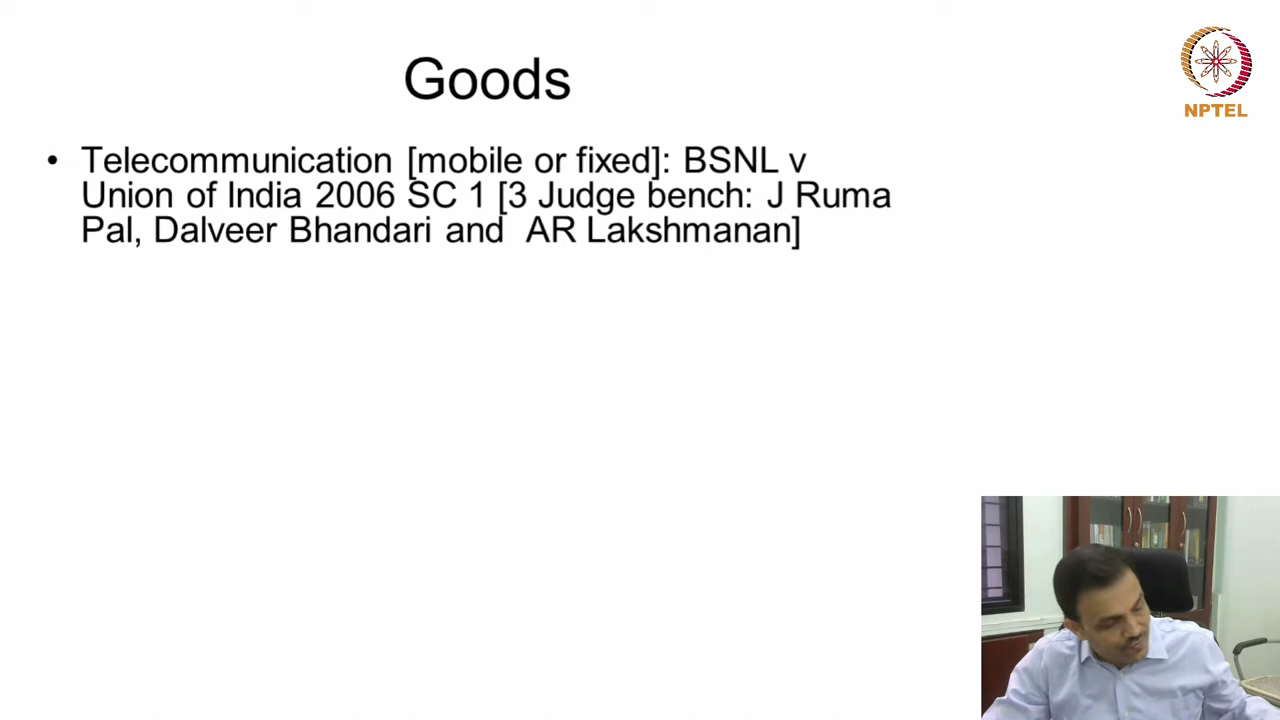 Goods
NPTEL
• Telecommunication [mobile or fixed]: BSNL v
Union of India 2006 SC 1 [3 Judge bench: J Ruma
Pal, Dalveer Bhandari and AR Lakshmanan]